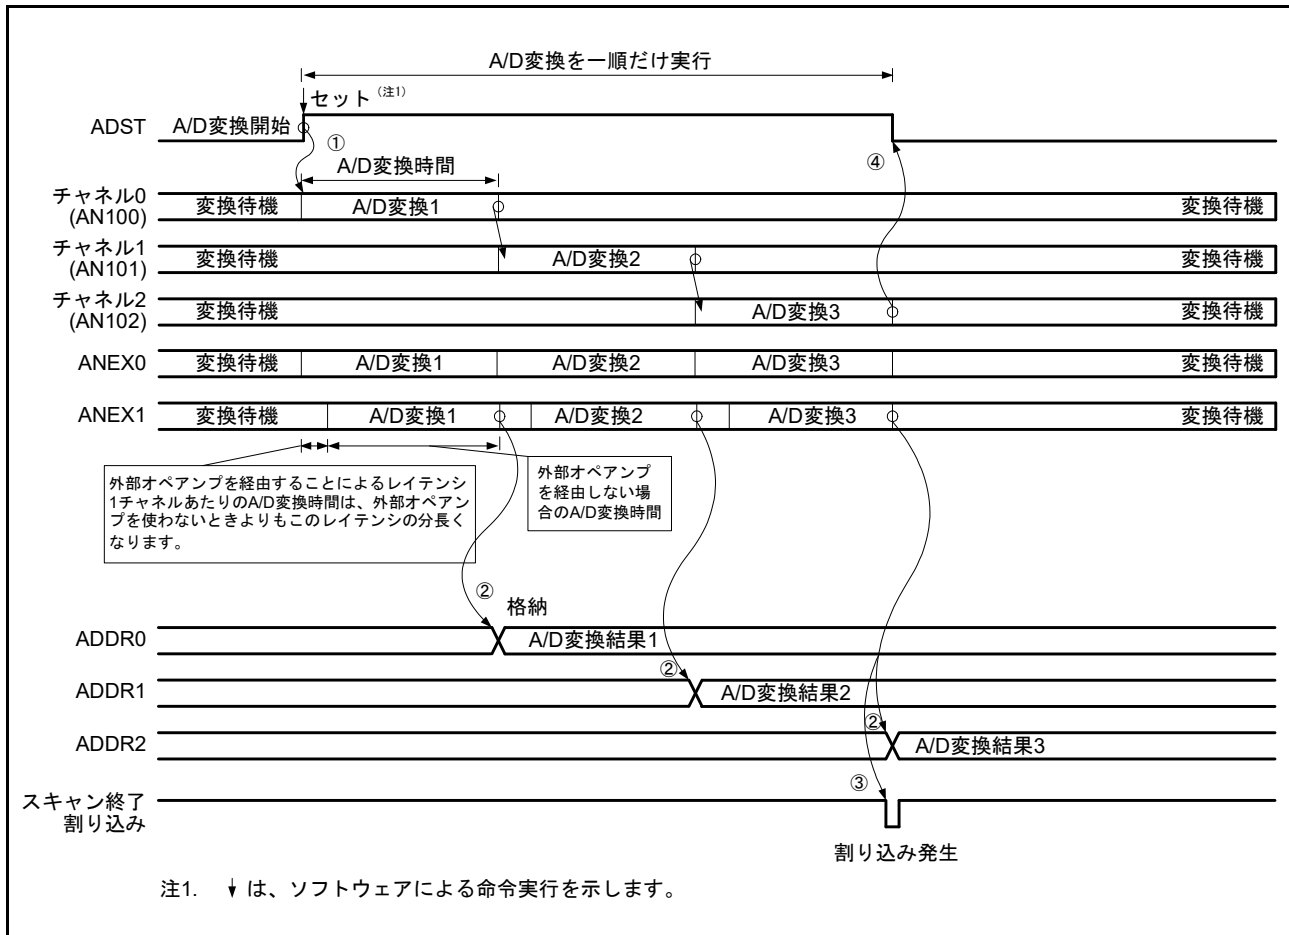 A/D変換を一順だけ実行
セット（注1）
ADST
A/D変換開始
①
④
A/D変換時間
チャネル0
(AN100)
変換待機
A/D変換1
変換待機
チャネル1
(AN101)
変換待機
A/D変換2
変換待機
チャネル2
(AN102)
変換待機
A/D変換3
変換待機
ANEX0
変換待機
A/D変換1
A/D変換2
A/D変換3
変換待機
ANEX1
変換待機
A/D変換1
A/D変換2
A/D変換3
変換待機
外部オペアンプを経由することによるレイテンシ
1チャネルあたりのA/D変換時間は、外部オペアン
プを使わないときよりもこのレイテンシの分長く
なります。
外部オペアンプ
を経由しない場
合のA/D変換時間
②
格納
ADDR0
A/D変換結果1
②
ADDR1
A/D変換結果2
②
ADDR2
A/D変換結果3
③
スキャン終了
割り込み
割り込み発生
注1. ↓は、ソフトウェアによる命令実行を示します。